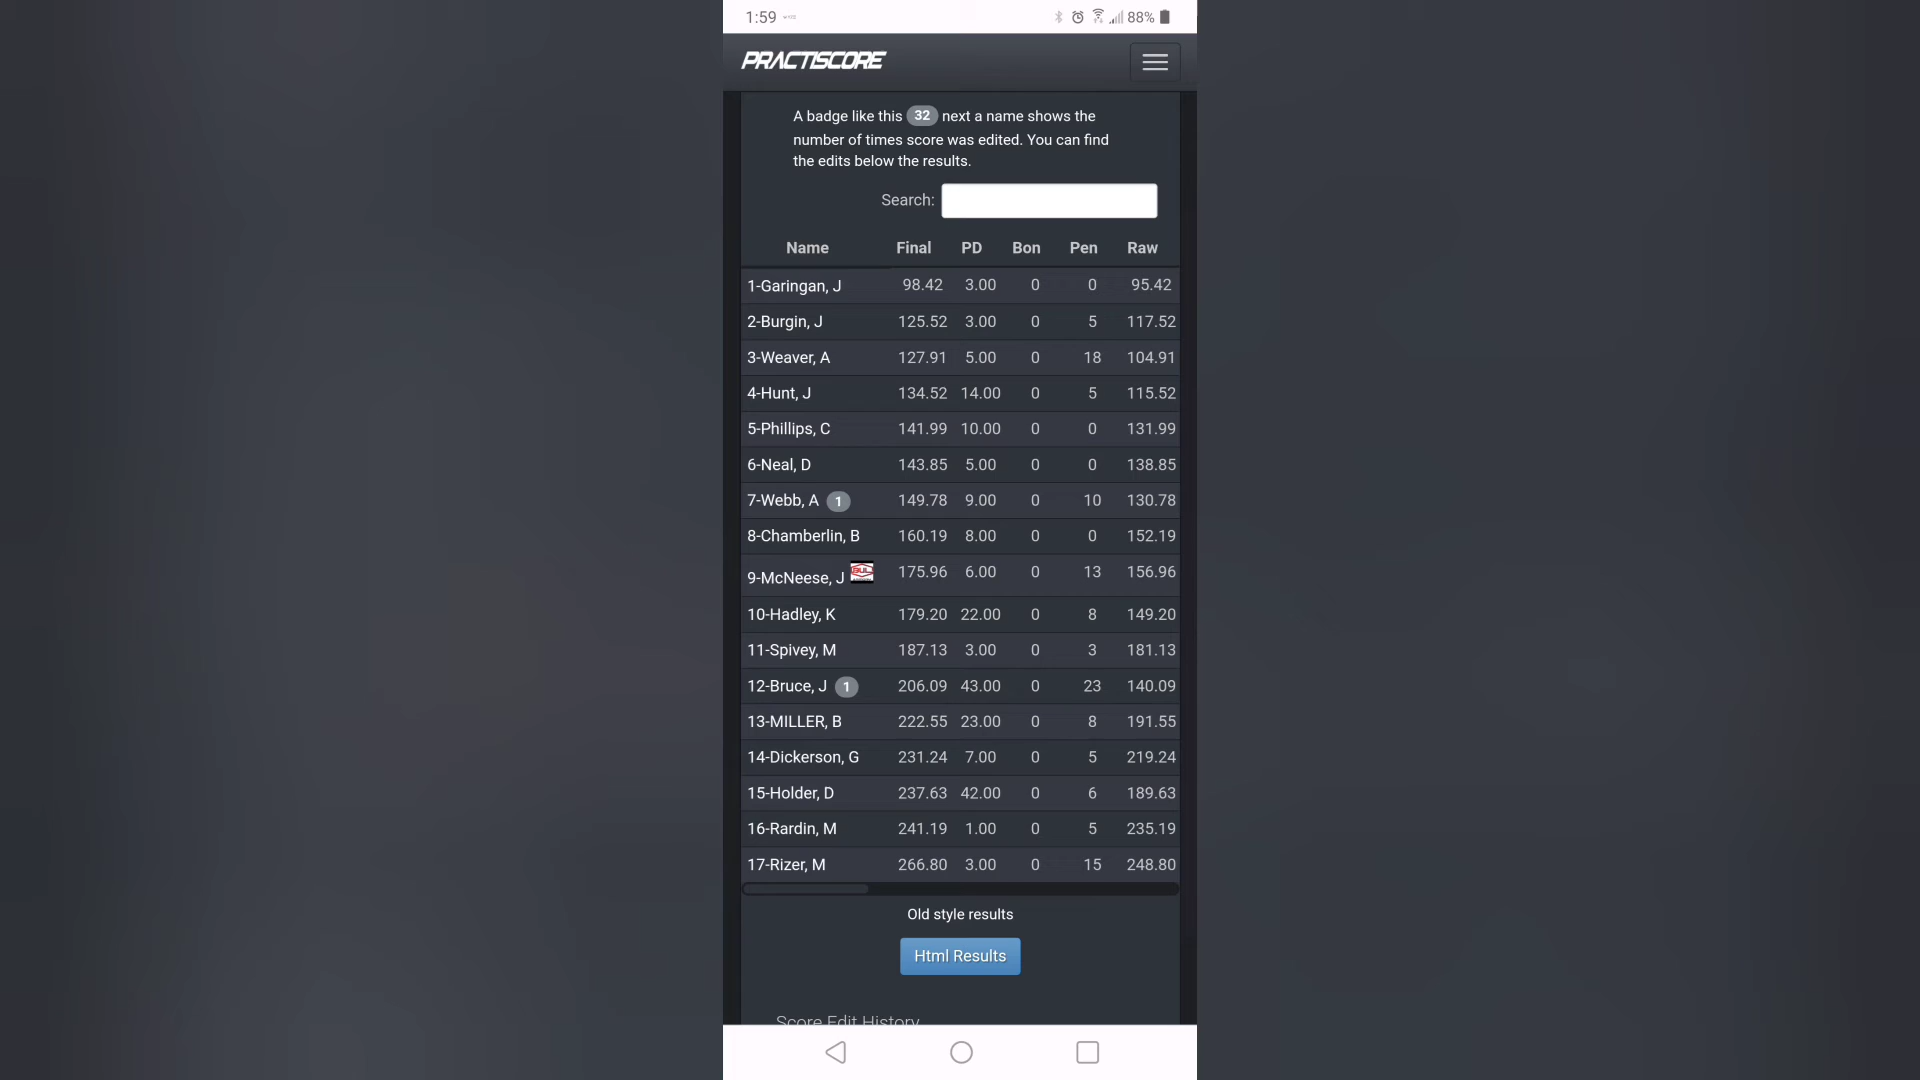 1:59
88%
PRACTISCORE
A badge like this 32 next a name shows the
number of times score was edited. You can find
the edits below the results.
Search:
Name Final PD Bon Pen Raw
1-Garingan, J 98.42 3.00 0 0 95.42
2-Burgin, J 125.52 3.00 0 5 117.52
3-Weaver, A 127.91 5.00 0 18 104.91
4-Hunt, J 134.52 14.00 0 5 115.52
5-Phillips, C 141.99 10.00 0 0 131.99
6-Neal, D 143.85 5.00 0 0 138.85
7-Webb, A 1 149.78 9.00 0 10 130.78
8-Chamberlin, B 160.19 8.00 0 0 152.19
9-McNeese, J 175.96 6.00 0 13 156.96
10-Hadley, K 179.20 22.00 0 8 149.20
11-Spivey, M 187.13 3.00 0 3 181.13
12-Bruce, J 1 206.09 43.00 0 23 140.09
13-MILLER, B 222.55 23.00 0 8 191.55
14-Dickerson, G 231.24 7.00 0 5 219.24
15-Holder, D 237.63 42.00 0 6 189.63
16-Rardin, M 241.19 1.00 0 5 235.19
17-Rizer, M 266.80 3.00 0 15 248.80
Old style results
Html Results
Score Edit History